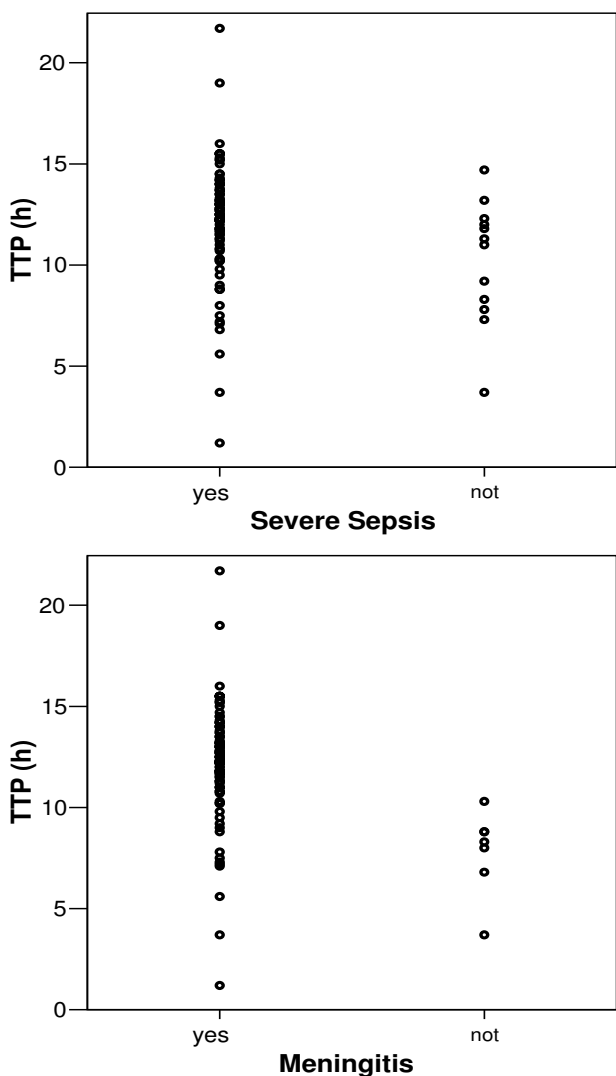 20
15
10
5
0
TTP (h)
yes
not
Severe Sepsis
20
15
10
5
0
TTP (h)
yes
not
Meningitis